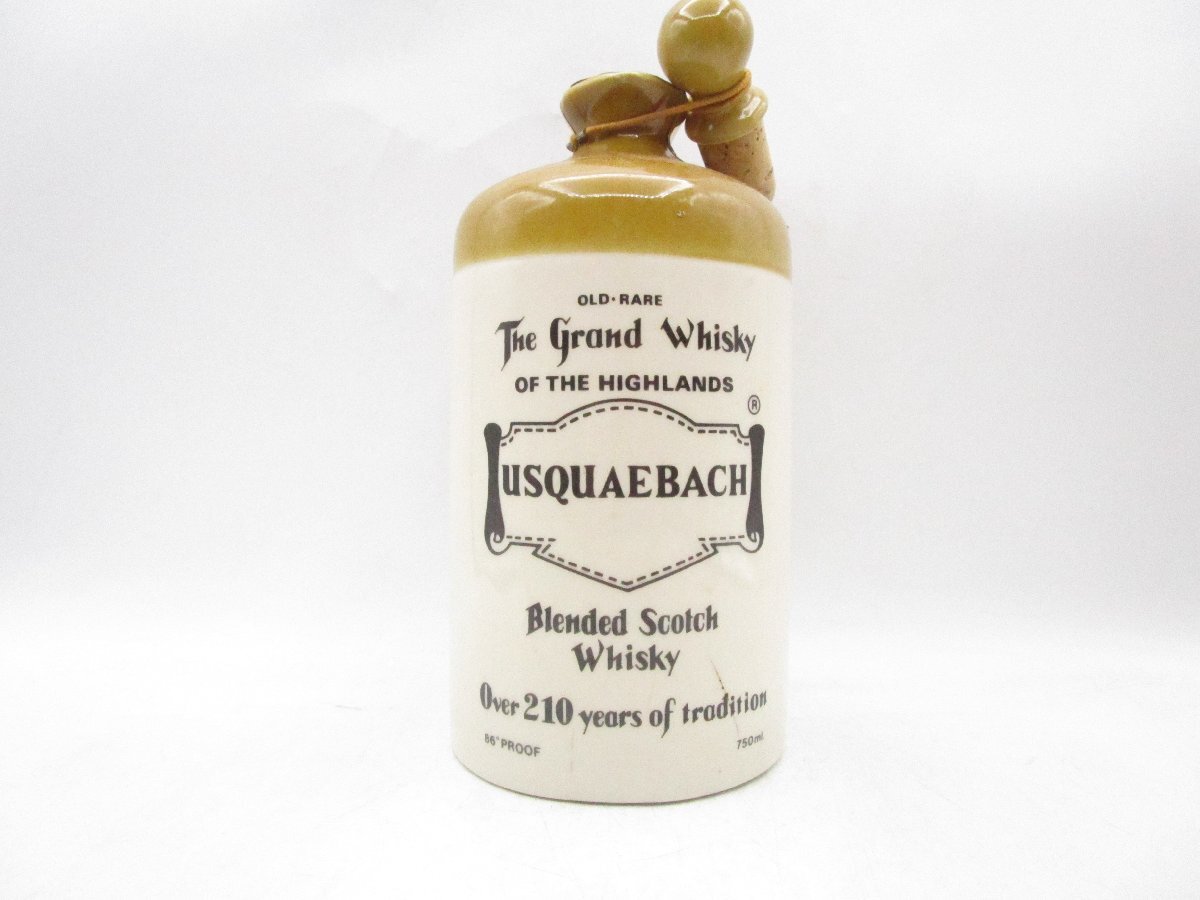 OLD·RARE
The Grand Whisky
OF THE HIGHLANDS
®
USQUAEBACH
Blended Scotch
Whisky
Over 210 years of tradition
86° PROOF 750ml